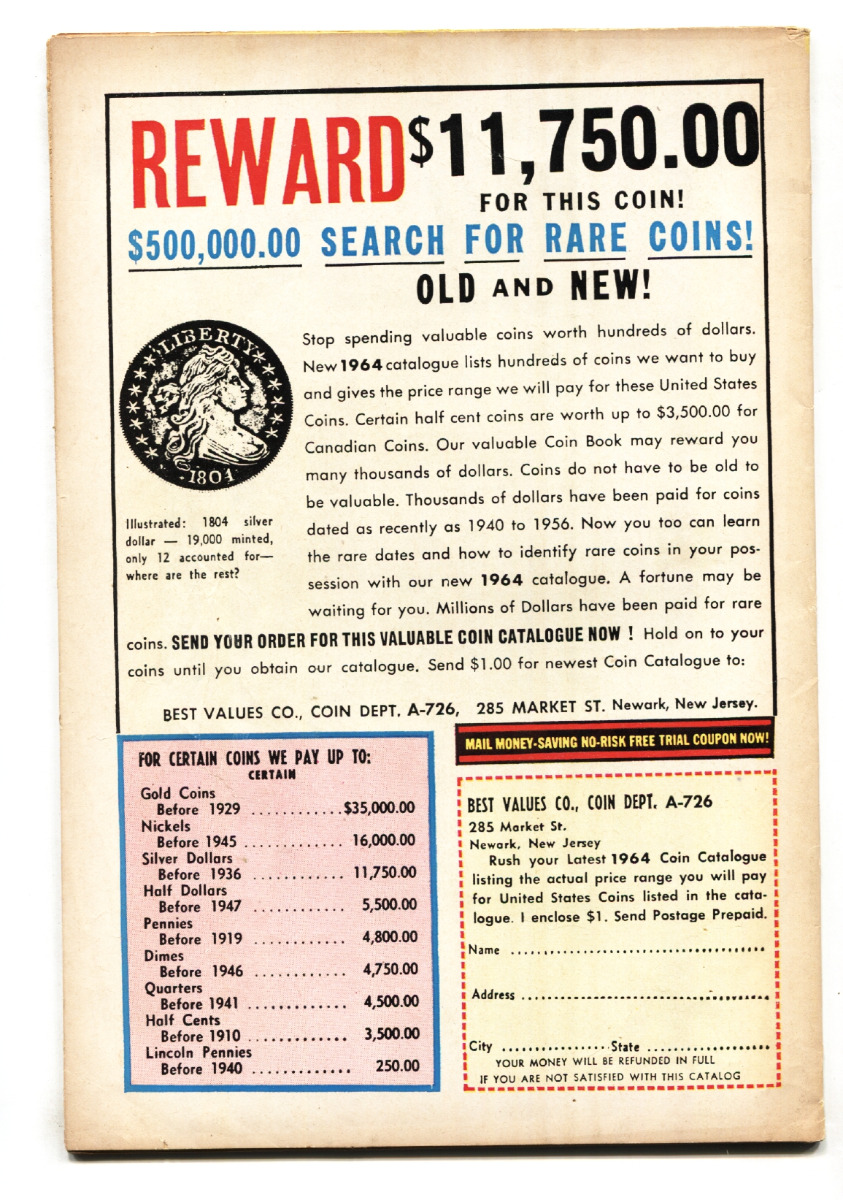 REWARD $11,750.00
FOR THIS COIN!
$500,000.00 SEARCH FOR RARE COINS!
OLD AND NEW!
LIBERTY
1804
Illustrated: 1804 silver
dollar — 19,000 minted,
only 12 accounted for—
where are the rest?
Stop spending valuable coins worth hundreds of dollars.
New 1964 catalogue lists hundreds of coins we want to buy
and gives the price range we will pay for these United States
Coins. Certain half cent coins are worth up to $3,500.00 for
Canadian Coins. Our valuable Coin Book may reward you
many thousands of dollars. Coins do not have to be old to
be valuable. Thousands of dollars have been paid for coins
dated as recently as 1940 to 1956. Now you too can learn
the rare dates and how to identify rare coins in your pos-
session with our new 1964 catalogue. A fortune may be
waiting for you. Millions of Dollars have been paid for rare
coins. SEND YOUR ORDER FOR THIS VALUABLE COIN CATALOGUE NOW ! Hold on to your
coins until you obtain our catalogue. Send $1.00 for newest Coin Catalogue to:
BEST VALUES CO., COIN DEPT. A-726, 285 MARKET ST. Newark, New Jersey.
FOR CERTAIN COINS WE PAY UP TO:
CERTAIN
Gold Coins
Before 1929 ............$35,000.00
Nickels
Before 1945 ............. 16,000.00
Silver Dollars
Before 1936 ............ 11,750.00
Half Dollars
Before 1947 ............ 5,500.00
Pennies
Before 1919 ............ 4,800.00
Dimes
Before 1946 ............ 4,750.00
Quarters
Before 1941 ............. 4,500.00
Half Cents
Before 1910 ............. 3,500.00
Lincoln Pennies
Before 1940 ............. 250.00
MAIL MONEY-SAVING NO-RISK FREE TRIAL COUPON NOW!
BEST VALUES CO., COIN DEPT. A-726
285 Market St.
Newark, New Jersey
Rush your Latest 1964 Coin Catalogue
listing the actual price range you will pay
for United States Coins listed in the cata-
logue. I enclose $1. Send Postage Prepaid.
Name ........................................
Address ........................................
City .................. State ....................
YOUR MONEY WILL BE REFUNDED IN FULL
IF YOU ARE NOT SATISFIED WITH THIS CATALOG